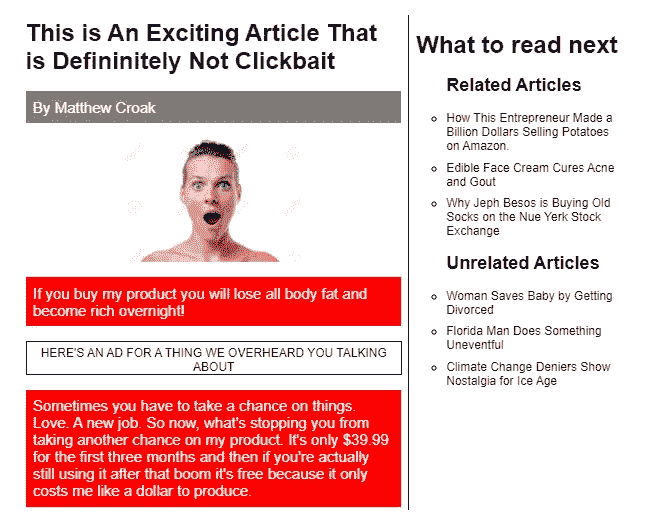 This is An Exciting Article That
is Defininitely Not Clickbait
By Matthew Croak
If you buy my product you will lose all body fat and
become rich overnight!
HERE'S AN AD FOR A THING WE OVERHEARD YOU TALKING
ABOUT
Sometimes you have to take a chance on things.
Love. A new job. So now, what's stopping you from
taking another chance on my product. It's only $39.99
for the first three months and then if you're actually
still using it after that boom it's free because it only
costs me like a dollar to produce.
What to read next
Related Articles
How This Entrepreneur Made a
Billion Dollars Selling Potatoes
on Amazon.
Edible Face Cream Cures Acne
and Gout
Why Jeph Besos is Buying Old
Socks on the Nue Yerk Stock
Exchange
Unrelated Articles
Woman Saves Baby by Getting
Divorced
Florida Man Does Something
Uneventful
Climate Change Deniers Show
Nostalgia for Ice Age